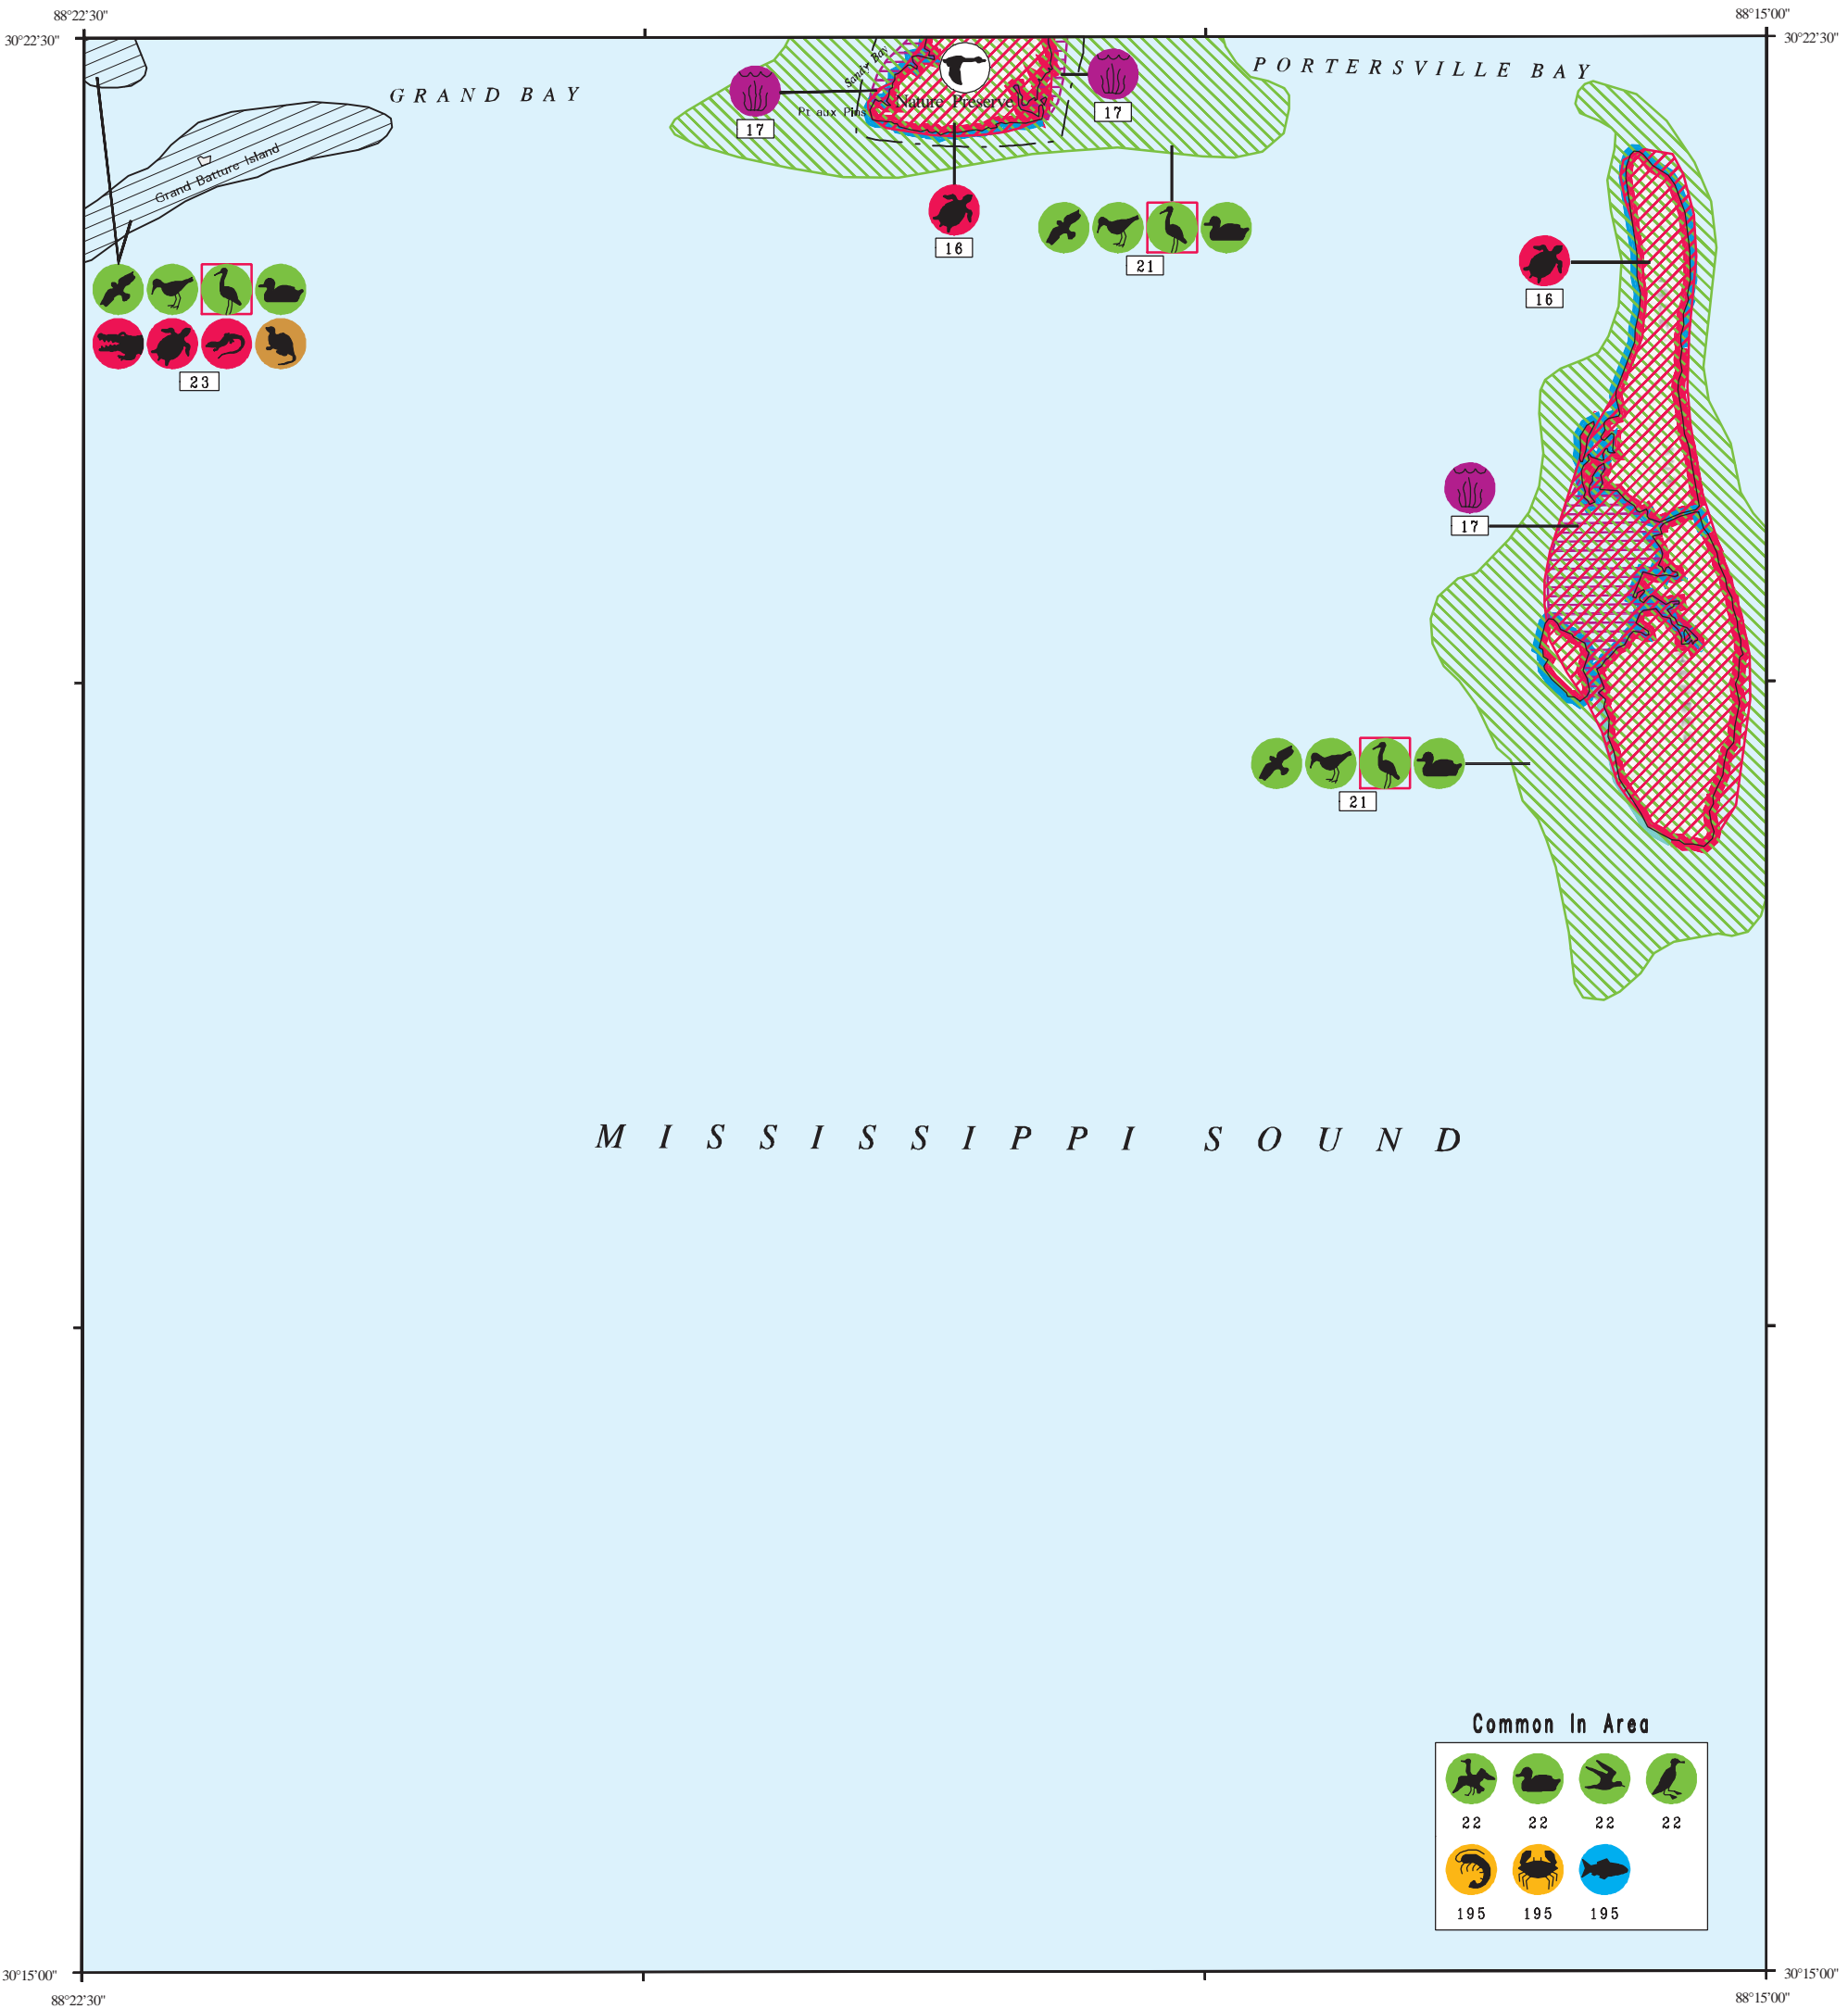 88°22'30"
88°15'00"
30°22'30"
30°22'30"
GRAND BAY
PORTERSVILLE BAY
Sandy Bay
Nature Preserve
Pt aux Pins
17
17
Grand Batture Island
16
21
16
23
17
21
MISSISSIPPI SOUND
Common In Area
22 22 22 22
195 195 195
30°15'00"
30°15'00"
88°22'30"
88°15'00"